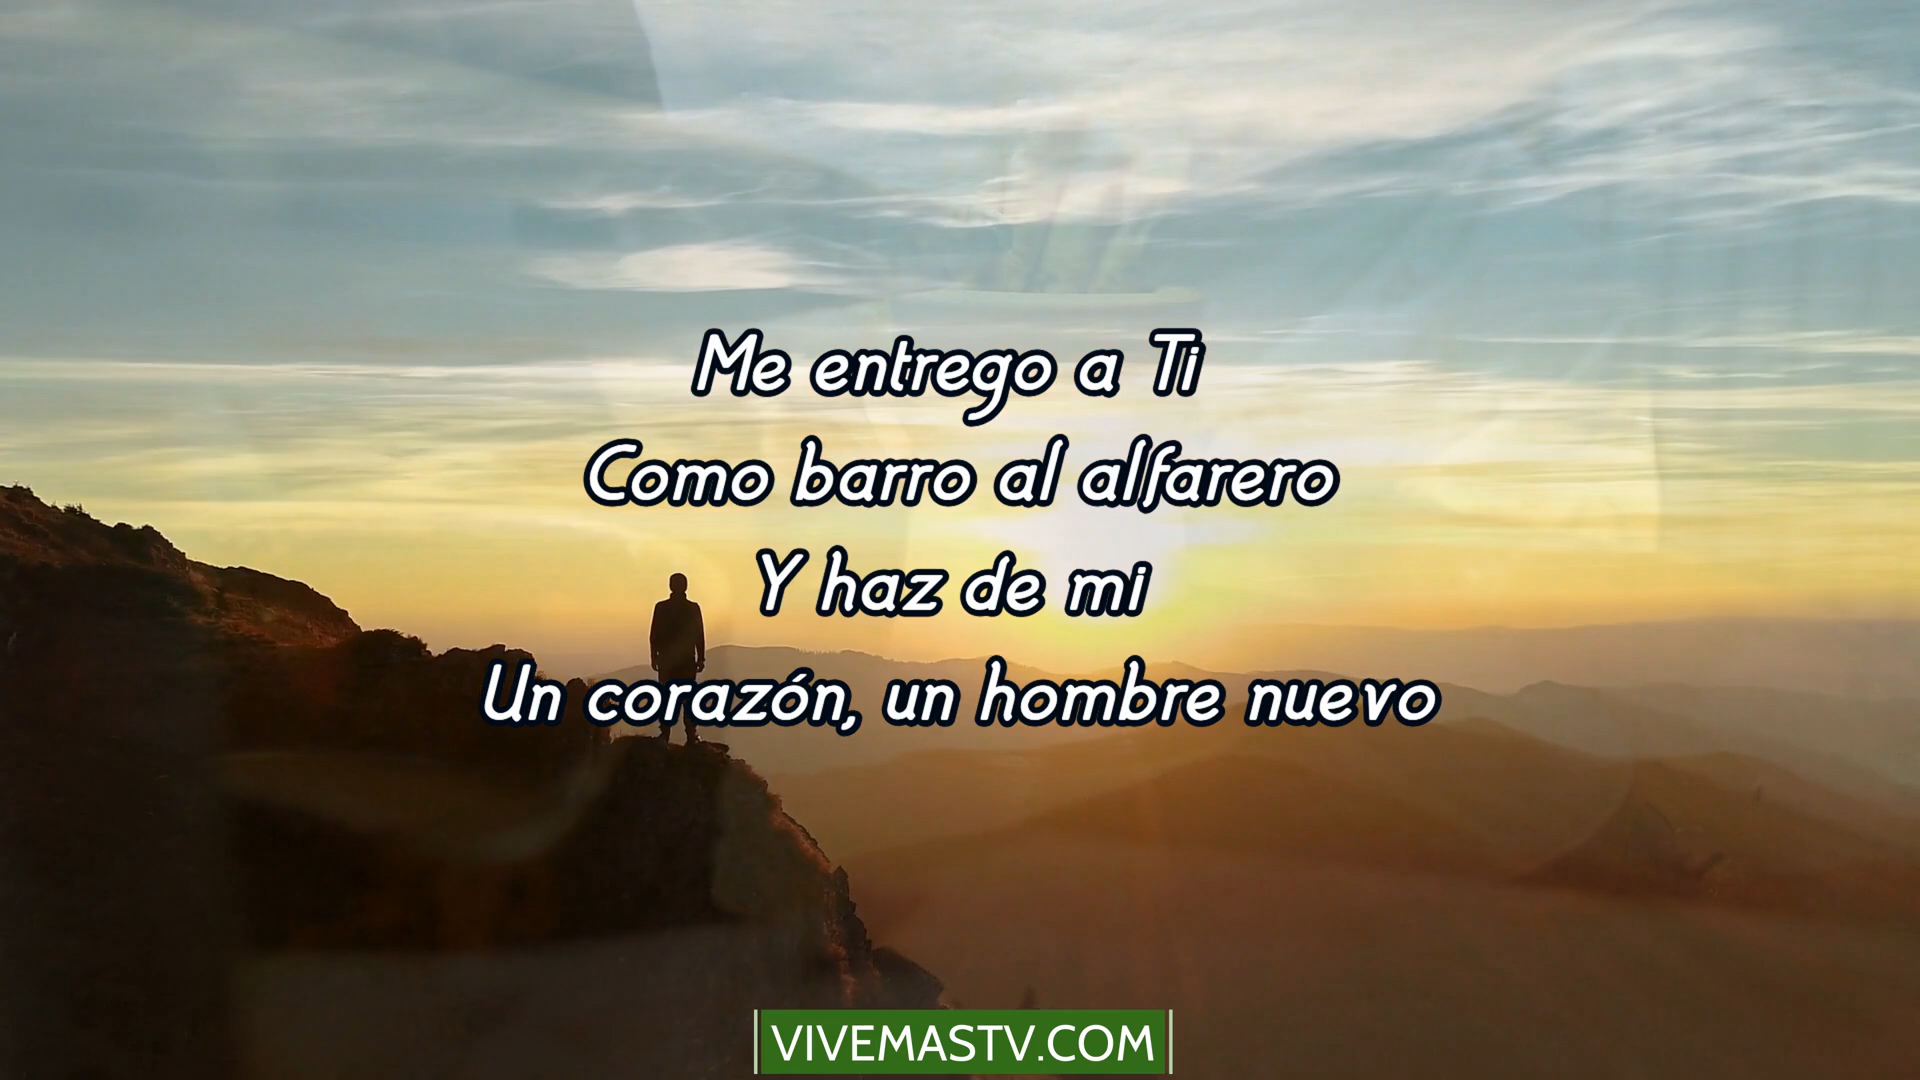 Me entrego a Ti
Como barro al alfarero
Y haz de mi
Un corazón, un hombre nuevo
VIVEMASTV.COM